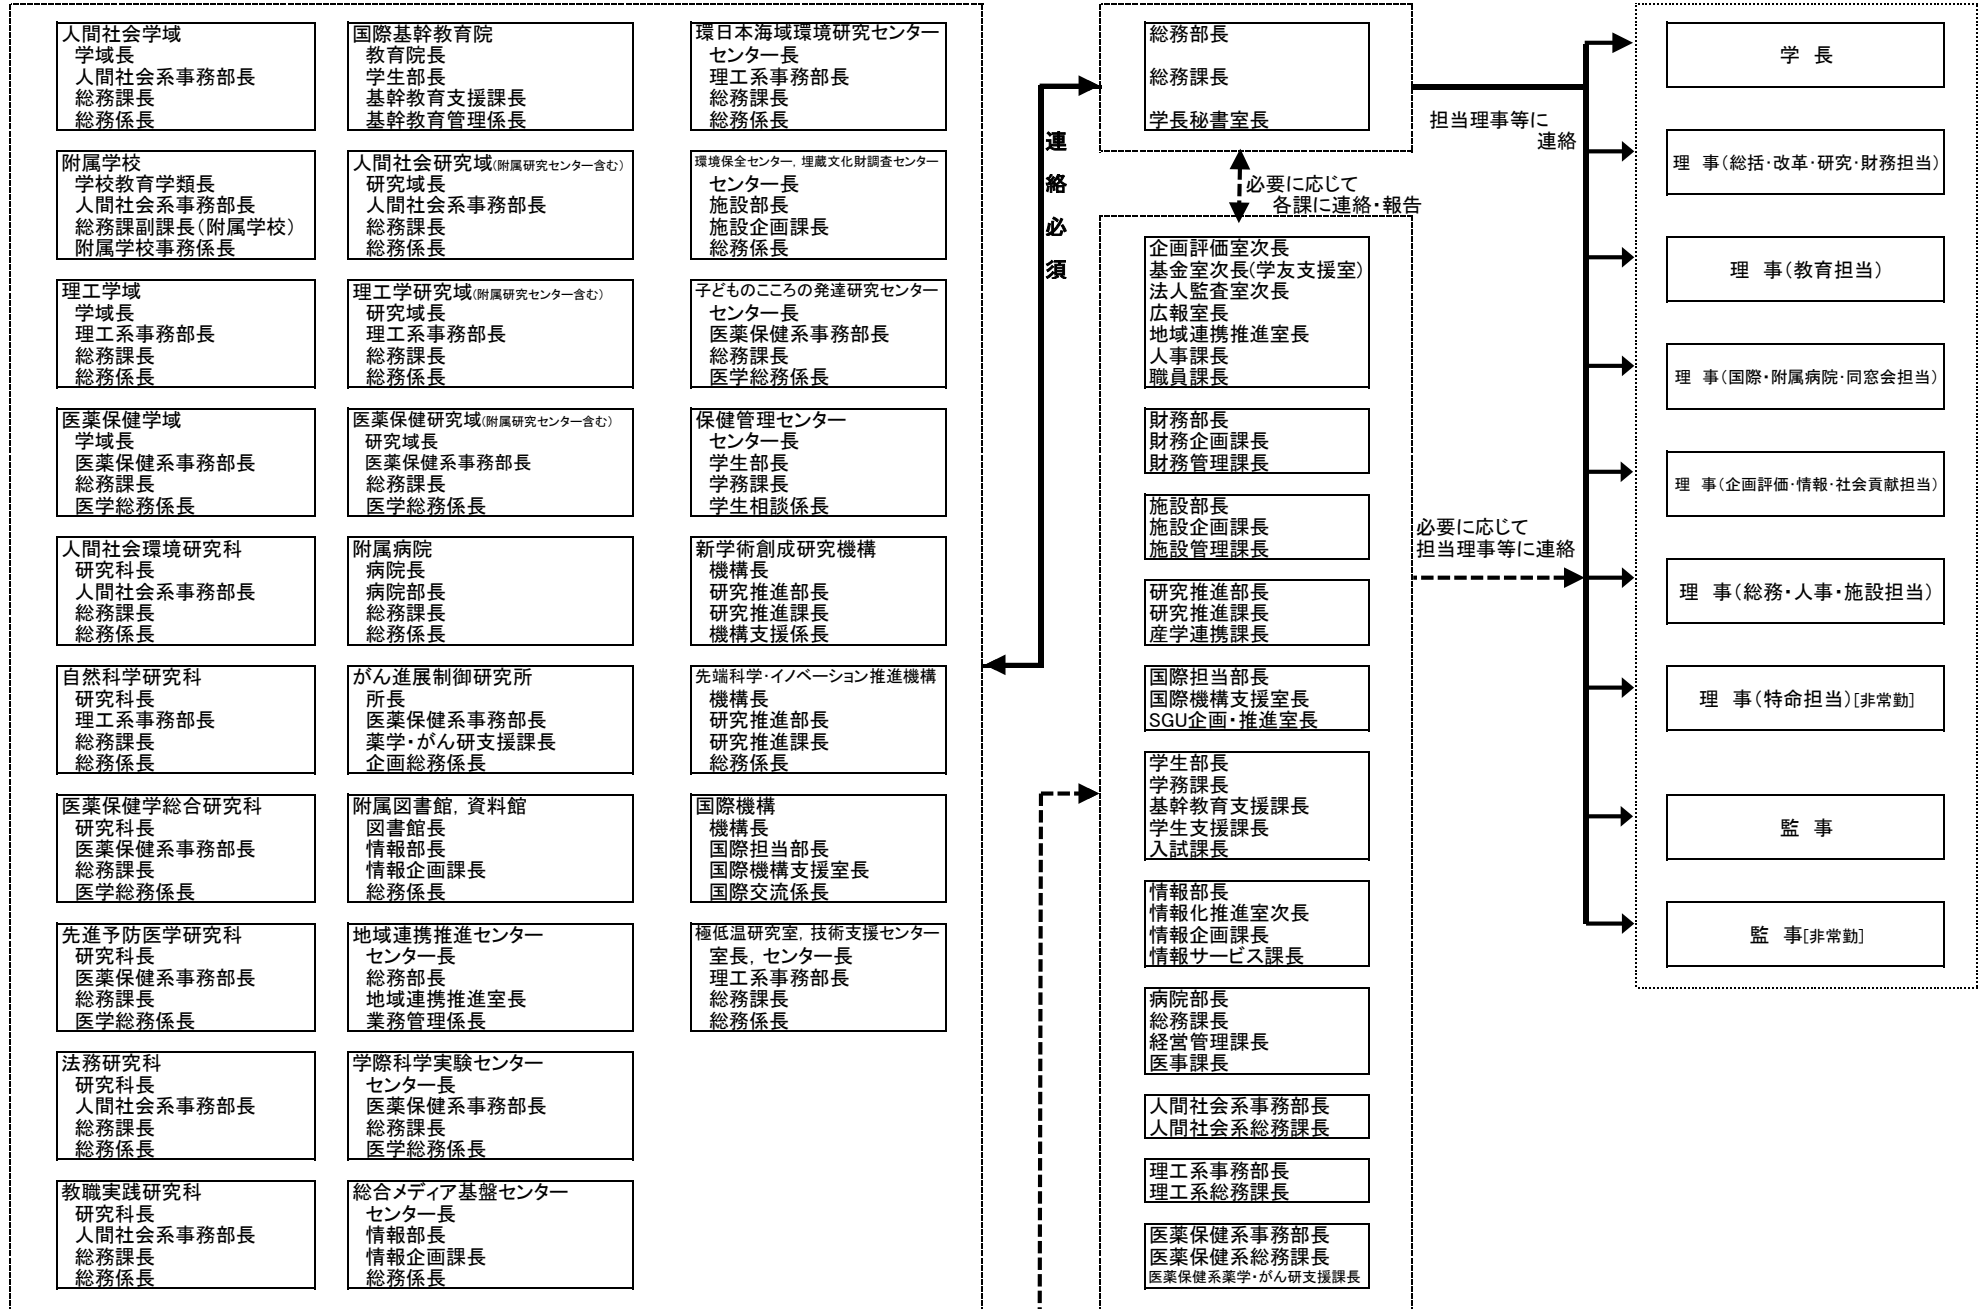 人間社会学域
学域長
人間社会系事務部長
総務課長
総務係長
附属学校
学校教育学類長
人間社会系事務部長
総務課副課長(附属学校)
附属学校事務係長
理工学域
学域長
理工系事務部長
総務課長
総務係長
医薬保健学域
学域長
医薬保健系事務部長
総務課長
医学総務係長
人間社会環境研究科
研究科長
人間社会系事務部長
総務課長
総務係長
自然科学研究科
研究科長
理工系事務部長
総務課長
総務係長
医薬保健学総合研究科
研究科長
医薬保健系事務部長
総務課長
医学総務係長
先進予防医学研究科
研究科長
医薬保健系事務部長
総務課長
医学総務係長
法務研究科
研究科長
人間社会系事務部長
総務課長
総務係長
教職実践研究科
研究科長
人間社会系事務部長
総務課長
総務係長
国際基幹教育院
教育院長
学生部長
基幹教育支援課長
基幹教育管理係長
人間社会研究域(附属研究センター含む)
研究域長
人間社会系事務部長
総務課長
総務係長
理工学研究域(附属研究センター含む)
研究域長
理工系事務部長
総務課長
総務係長
医薬保健研究域(附属研究センター含む)
研究域長
医薬保健系事務部長
総務課長
医学総務係長
附属病院
病院長
病院部長
総務課長
総務係長
がん進展制御研究所
所長
医薬保健系事務部長
薬学・がん研支援課長
企画総務係長
附属図書館, 資料館
図書館長
情報部長
情報企画課長
総務係長
地域連携推進センター
センター長
総務部長
地域連携推進室長
業務管理係長
学際科学実験センター
センター長
医薬保健系事務部長
総務課長
医学総務係長
総合メディア基盤センター
センター長
情報部長
情報企画課長
総務係長
環日本海域環境研究センター
センター長
理工系事務部長
総務課長
総務係長
環境保全センター, 埋蔵文化財調査センター
センター長
施設部長
施設企画課長
総務係長
子どものこころの発達研究センター
センター長
医薬保健系事務部長
総務課長
医学総務係長
保健管理センター
センター長
学生部長
学務課長
学生相談係長
新学術創成研究機構
機構長
研究推進部長
研究推進課長
機構支援係長
先端科学・イノベーション推進機構
機構長
研究推進部長
研究推進課長
総務係長
国際機構
機構長
国際担当部長
国際機構支援室長
国際交流係長
極低温研究室, 技術支援センター
室長, センター長
理工系事務部長
総務課長
総務係長
連絡必須
総務部長
総務課長
学長秘書室長
必要に応じて
各課に連絡・報告
企画評価室次長
基金室次長(学友支援室)
法人監査室次長
広報室長
地域連携推進室長
人事課長
職員課長
財務部長
財務企画課長
財務管理課長
施設部長
施設企画課長
施設管理課長
研究推進部長
研究推進課長
産学連携課長
国際担当部長
国際機構支援室長
SGU企画・推進室長
学生部長
学務課長
基幹教育支援課長
学生支援課長
入試課長
情報部長
情報化推進室次長
情報企画課長
情報サービス課長
病院部長
総務課長
経営管理課長
医事課長
人間社会系事務部長
人間社会系総務課長
理工系事務部長
理工系総務課長
医薬保健系事務部長
医薬保健系総務課長
医薬保健系薬学・がん研支援課長
担当理事等に
連絡
必要に応じて
担当理事等に連絡
学 長
理 事(総括・改革・研究・財務担当)
理 事(教育担当)
理 事(国際・附属病院・同窓会担当)
理 事(企画評価・情報・社会貢献担当)
理 事(総務・人事・施設担当)
理 事(特命担当)[非常勤]
監 事
監 事[非常勤]